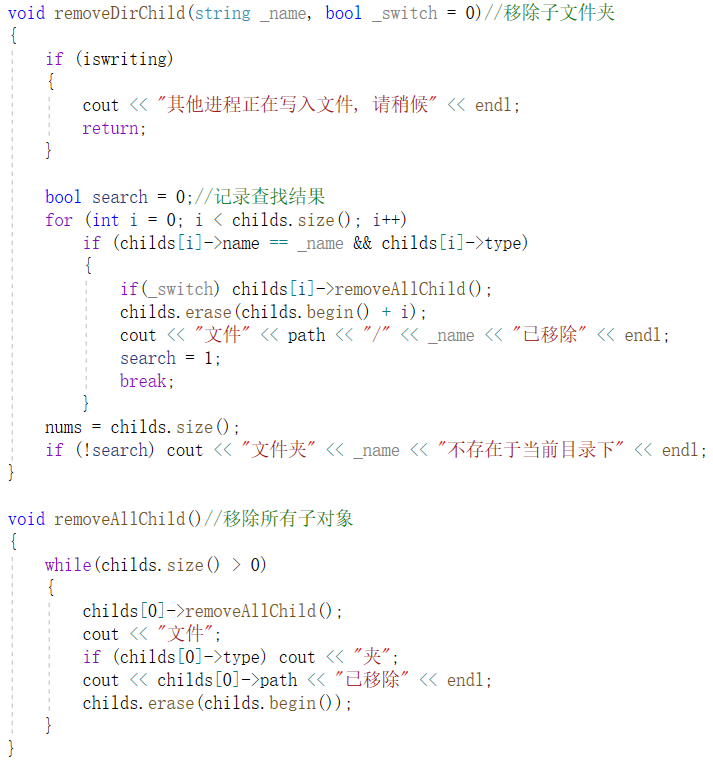 void removeDirChild(string _name, bool _switch = 0)//移除子文件夹
{
    if (iswriting)
    {
        cout << "其他进程正在写入文件, 请稍候" << endl;
        return;
    }

    bool search = 0;//记录查找结果
    for (int i = 0; i < childs.size(); i++)
        if (childs[i]->name == _name && childs[i]->type)
        {
            if(_switch) childs[i]->removeAllChild();
            childs.erase(childs.begin() + i);
            cout << "文件" << path << "/" << _name << "已移除" << endl;
            search = 1;
            break;
        }
    nums = childs.size();
    if (!search) cout << "文件夹" << _name << "不存在于当前目录下" << endl;
}

void removeAllChild()//移除所有子对象
{
    while(childs.size() > 0)
    {
        childs[0]->removeAllChild();
        cout << "文件";
        if (childs[0]->type) cout << "夹";
        cout << childs[0]->path << "已移除" << endl;
        childs.erase(childs.begin());
    }
}